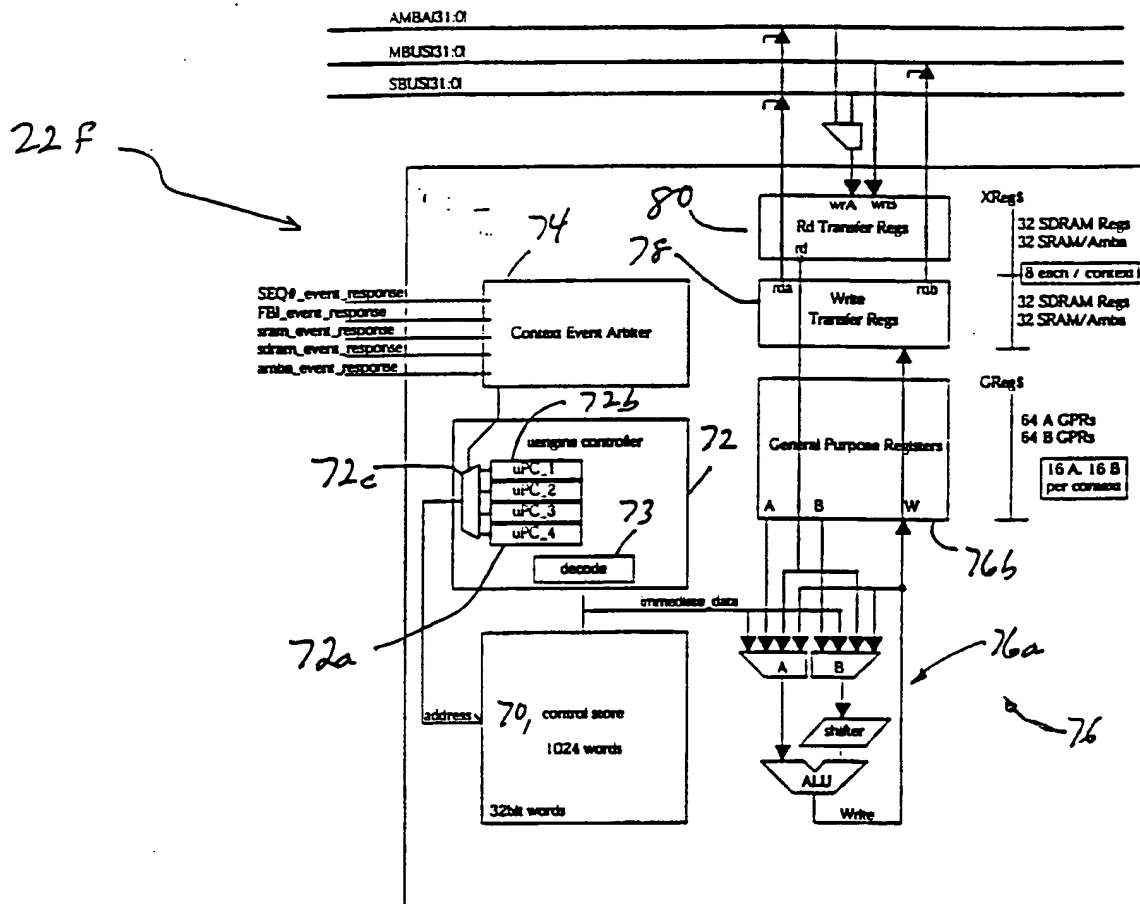 AMBA[31:0]
MBUS[31:0]
SBUS[31:0]
22f
80
wrA wrB
Rd Transfer Regs
rd
XRegs
32 SDRAM Regs
32 SRAM/Amba
8 each / context
74
78
rda rdb
Write
Transfer Regs
32 SDRAM Regs
32 SRAM/Amba
SEQ#_event_response
FBI_event_response
sram_event_response
sdram_event_response
amba_event_response
Context Event Arbiter
72b
GRegs
64 A GPRs
64 B GPRs
16 A, 16 B
per context
General Purpose Registers
A B W
uengine controller
72
72c
uPC_1
uPC_2
uPC_3
uPC_4
73
decode
76b
immediate_data
72a
A B
76a
76
address
70,
control store
1024 words
32bit words
shifter
ALU
Write